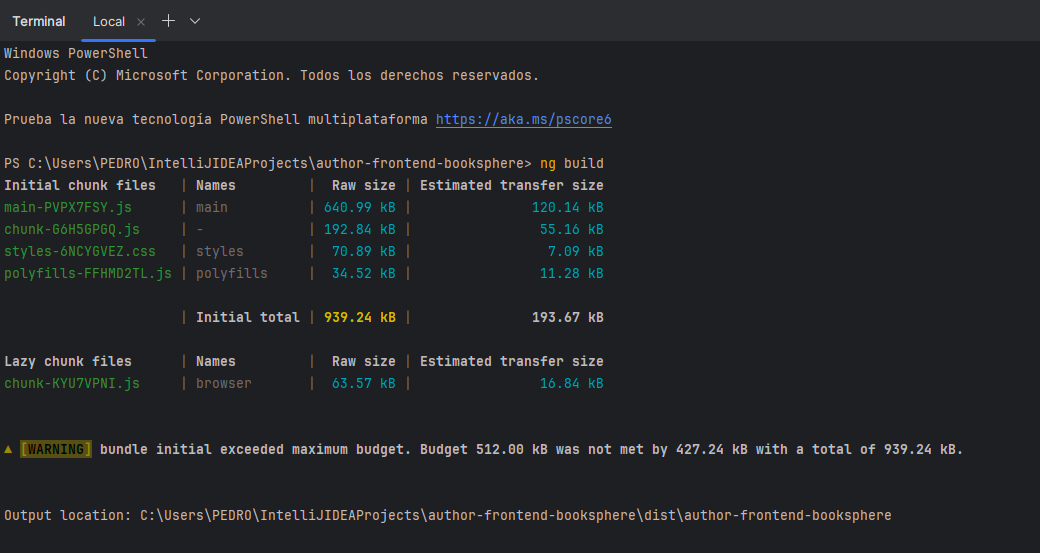 Terminal Local × +
Windows PowerShell
Copyright (C) Microsoft Corporation. Todos los derechos reservados.
Prueba la nueva tecnología PowerShell multiplataforma https://aka.ms/pscore6
PS C:\Users\PEDRO\IntelliJIDEAProjects\author-frontend-booksphere> ng build
Initial chunk files | Names | Raw size | Estimated transfer size
main-PVPX7FSY.js | main | 640.99 kB | 120.14 kB
chunk-G6H5GPGQ.js | - | 192.84 kB | 55.16 kB
styles-6NCYGVEZ.css | styles | 70.89 kB | 7.09 kB
polyfills-FFHMD2TL.js | polyfills | 34.52 kB | 11.28 kB
| Initial total | 939.24 kB | 193.67 kB
Lazy chunk files | Names | Raw size | Estimated transfer size
chunk-KYU7VPNI.js | browser | 63.57 kB | 16.84 kB
▲ [WARNING] bundle initial exceeded maximum budget. Budget 512.00 kB was not met by 427.24 kB with a total of 939.24 kB.
Output location: C:\Users\PEDRO\IntelliJIDEAProjects\author-frontend-booksphere\dist\author-frontend-booksphere